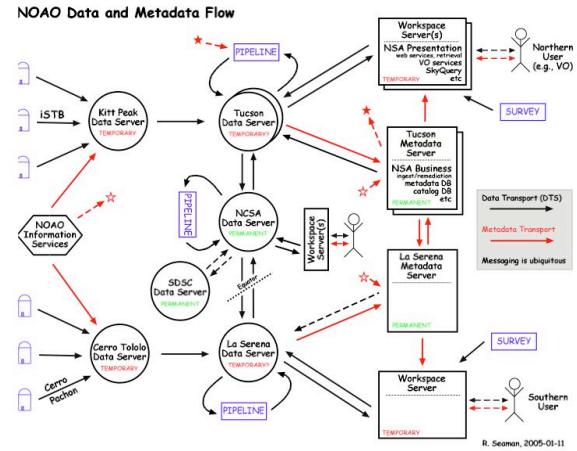 NOAO Data and Metadata Flow
Workspace
Server(s)
NSA Presentation
web services, retrieval
VO services
SkyQuery
etc
TEMPORARY
Northern
User
(e.g., VO)
PIPELINE
SURVEY
iSTB
Kitt Peak
Data Server
TEMPORARY
Tucson
Data Server
TEMPORARY?
Tucson
Metadata
Server
NSA Business
ingest/remediation
metadata DB
catalog DB
etc
PERMANENT
PIPELINE
NCSA
Data Server
PERMANENT
Workspace
Server(s)
Data Transport (DTS)
Metadata Transport
Messaging is ubiquitous
NOAO
Information
Services
SDSC
Data Server
PERMANENT
Equator
La Serena
Metadata
Server
PERMANENT
Cerro Tololo
Data Server
TEMPORARY
La Serena
Data Server
TEMPORARY?
SURVEY
Cerro
Pachon
PIPELINE
Workspace
Server
TEMPORARY
Southern
User
R. Seaman, 2005-01-11